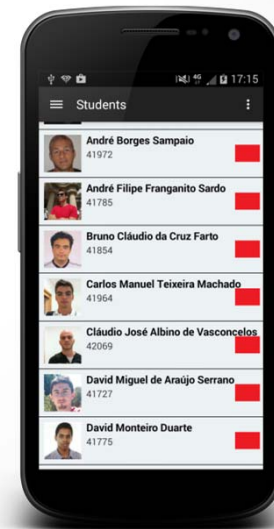 4G 17:15
Students
André Borges Sampaio
41972
André Filipe Franganito Sardo
41785
Bruno Cláudio da Cruz Farto
41854
Carlos Manuel Teixeira Machado
41964
Cláudio José Albino de Vasconcelos
42069
David Miguel de Araújo Serrano
41727
David Monteiro Duarte
41775